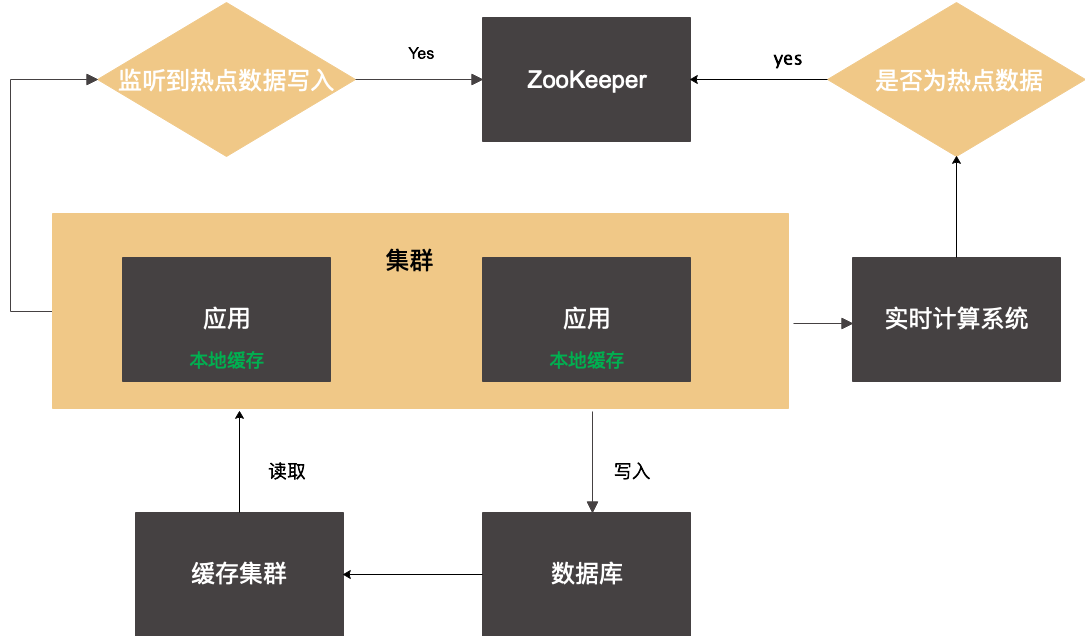 监听到热点数据写入
Yes
ZooKeeper
yes
是否为热点数据
集群
应用
本地缓存
应用
本地缓存
实时计算系统
读取
写入
缓存集群
数据库